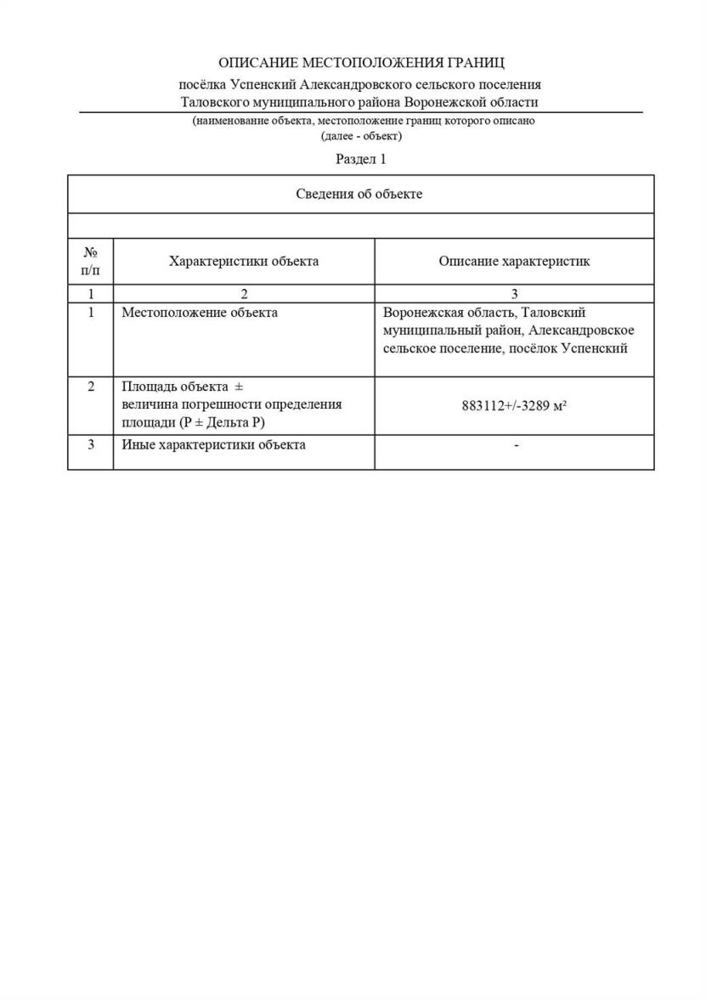 ОПИСАНИЕ МЕСТОПОЛОЖЕНИЯ ГРАНИЦ
посёлка Успенский Александровского сельского поселения
Таловского муниципального района Воронежской области
(наименование объекта, местоположение границ которого описано
(далее - объект)
Раздел 1
Сведения об объекте
№
п/п
Характеристики объекта
Описание характеристик
1
2
3
1
Местоположение объекта
Воронежская область, Таловский
муниципальный район, Александровское
сельское поселение, посёлок Успенский
2
Площадь объекта ±
величина погрешности определения
площади (P ± Дельта P)
883112+/-3289 м²
3
Иные характеристики объекта
-